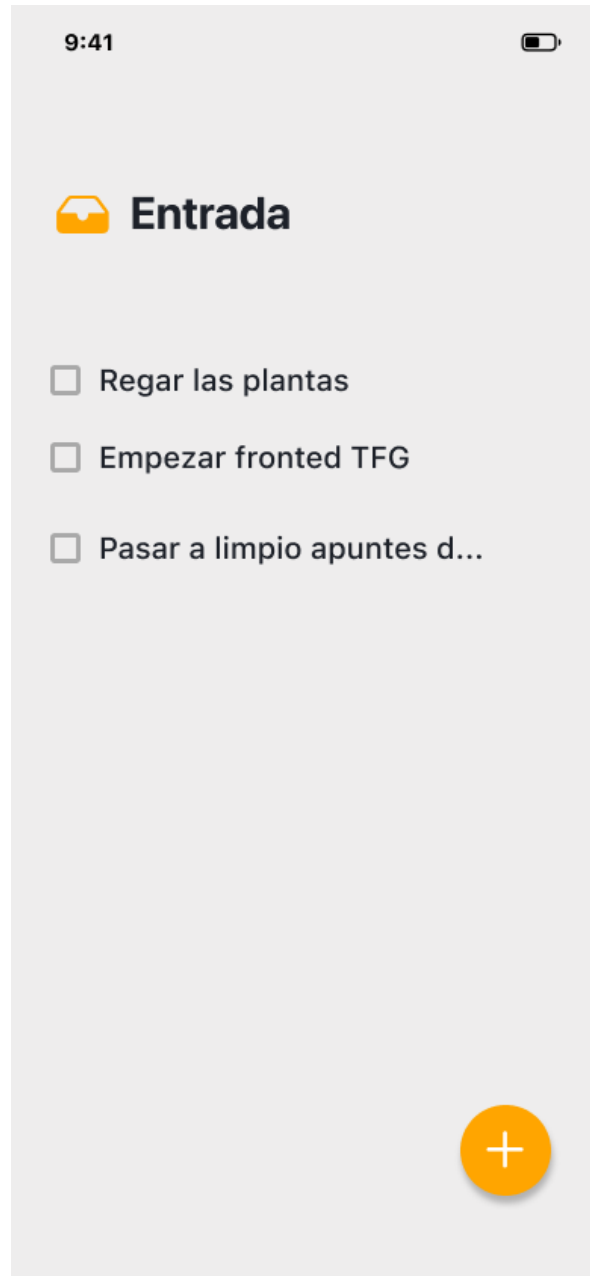 9:41
Entrada
Regar las plantas
Empezar fronted TFG
Pasar a limpio apuntes d...